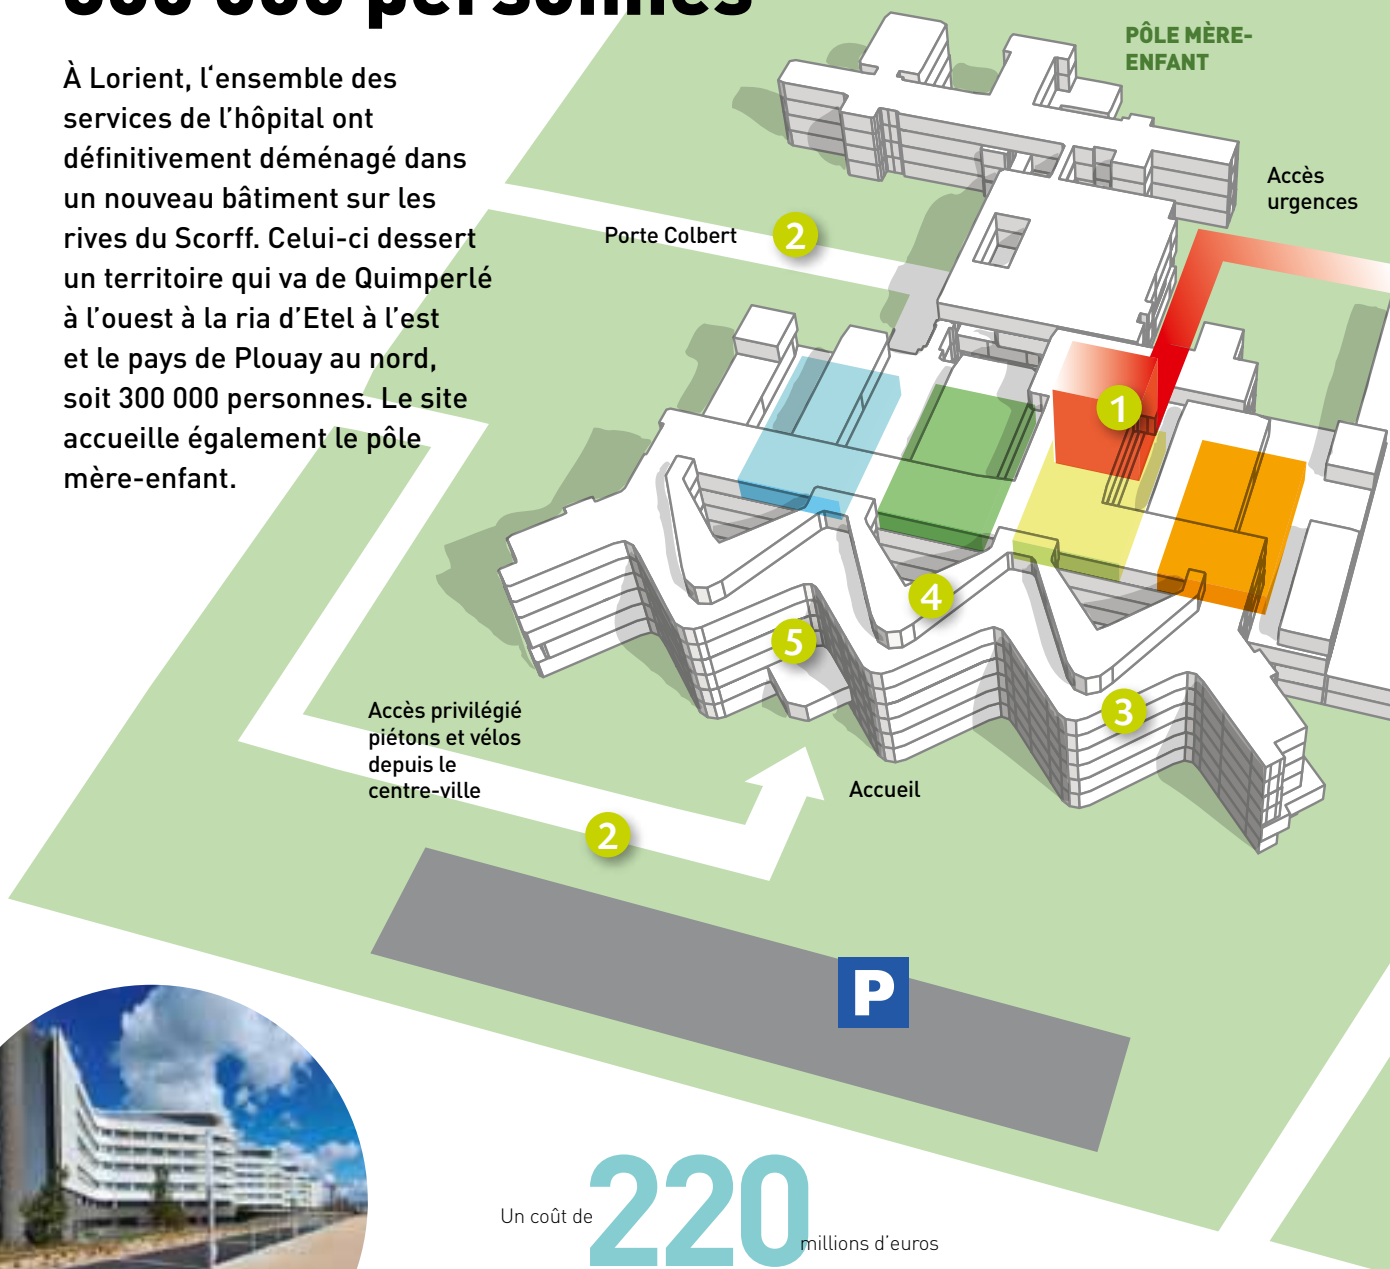 000 personnes
À Lorient, l‘ensemble des
services de l’hôpital ont
définitivement déménagé dans
un nouveau bâtiment sur les
rives du Scorff. Celui-ci dessert
un territoire qui va de Quimperlé
à l’ouest à la ria d’Etel à l’est
et le pays de Plouay au nord,
soit 300 000 personnes. Le site
accueille également le pôle
mère-enfant.
PÔLE MÈRE-
ENFANT
Accès
urgences
Porte Colbert
2
1
4
5
3
Accès privilégié
piétons et vélos
depuis le
centre-ville
Accueil
2
P
Un coût de
220
millions d’euros